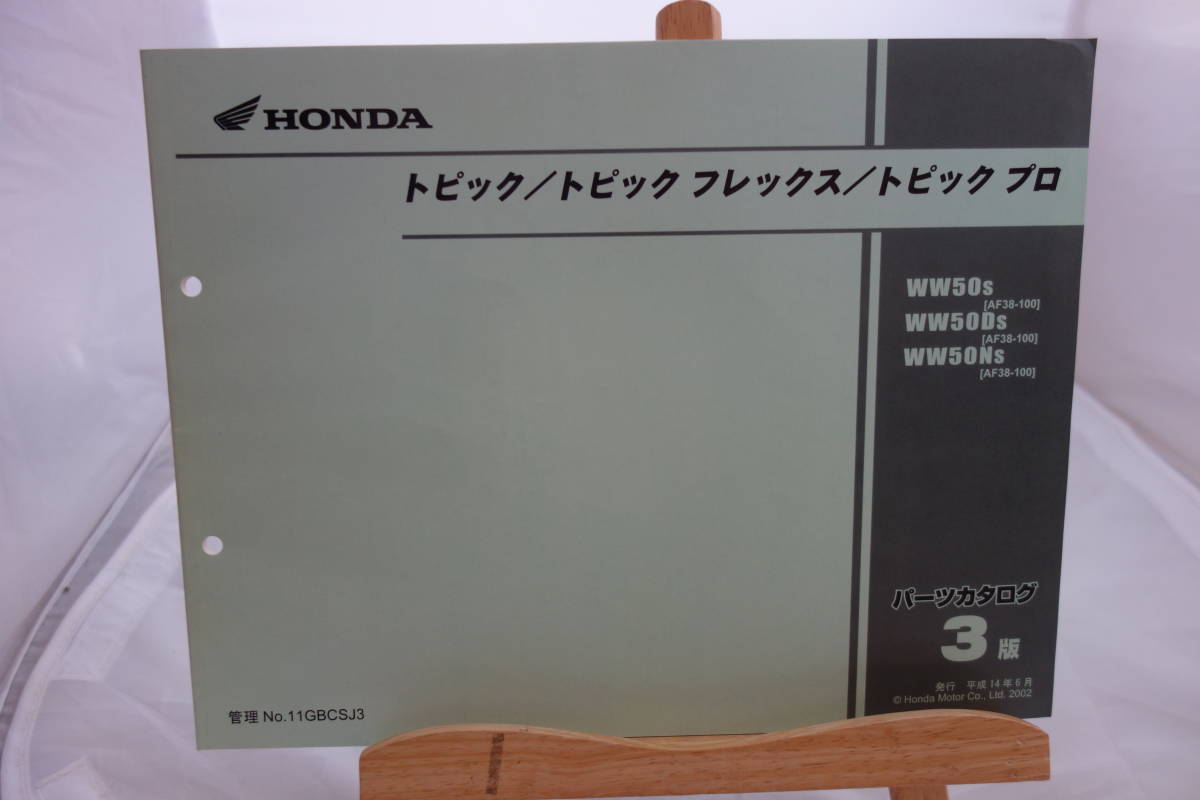 HONDA
トピック／トピック フレックス／トピック プロ
WW50S
[AF38-100]
WW50DS
[AF38-100]
WW50NS
[AF38-100]
パーツカタログ
3版
発行 平成14年6月
© Honda Motor Co., Ltd. 2002
管理 No.11GBCSJ3